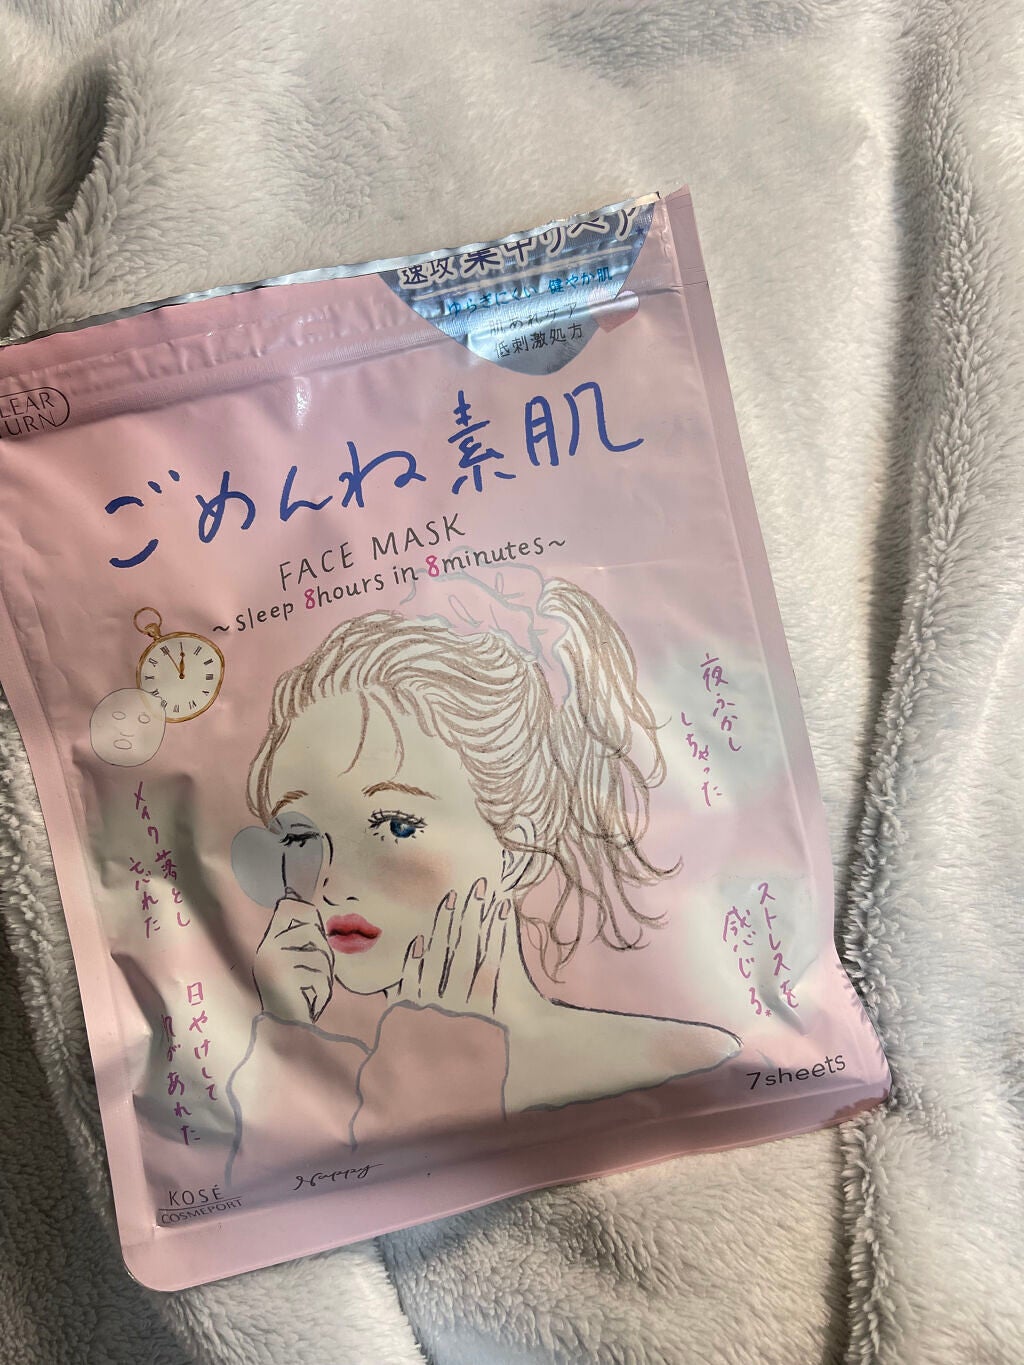 速攻集中リペア*
ゆらぎにくい健やか肌
肌あれケア
低刺激処方
LEAR
URN
ごめんね素肌
FACE MASK
~sleep 8hours in 8minutes~
夜ふかし
しちゃった
メイク落とし
忘れた
ストレスを
感じる*
日やけして
肌があれた
7sheets
Nappy
KOSÉ
COSMEPORT